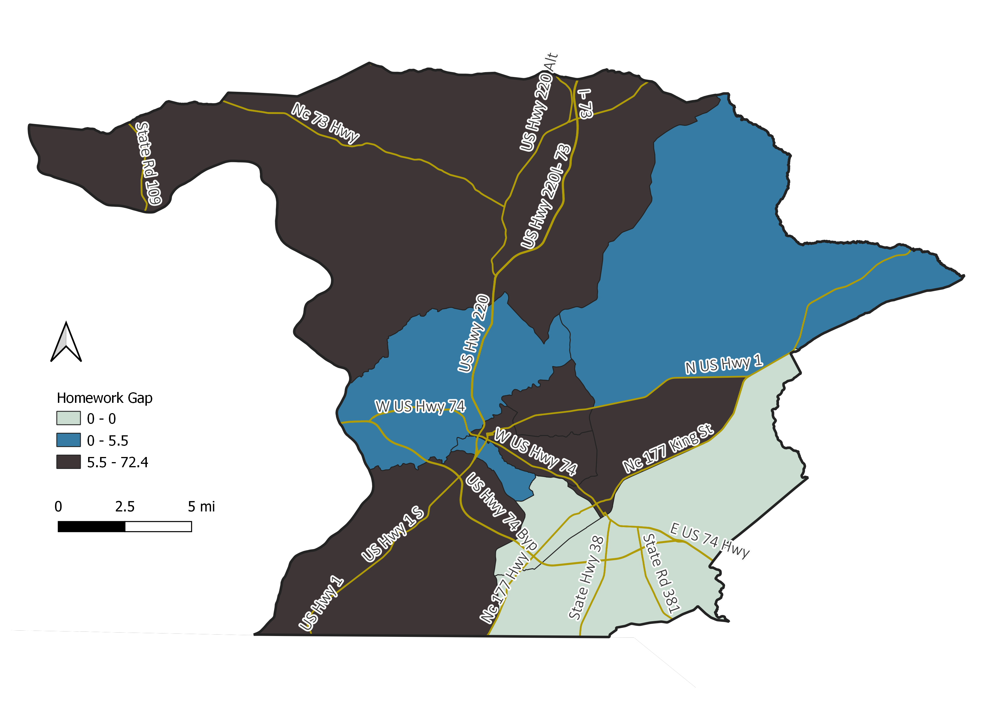 Alt
US Hwy 220
I- 73
Nc 73 Hwy
State Rd 109
US Hwy 220I- 73
US Hwy 220
N US Hwy 1
W US Hwy 74
W US Hwy 74
Nc 177 King St
US Hwy 74 Byp
US Hwy 1 S
E US 74 Hwy
State Rd 381
State Hwy 38
Nc 177 Hwy
US Hwy 1
Homework Gap
0 - 0
0 - 5.5
5.5 - 72.4
0 2.5 5 mi